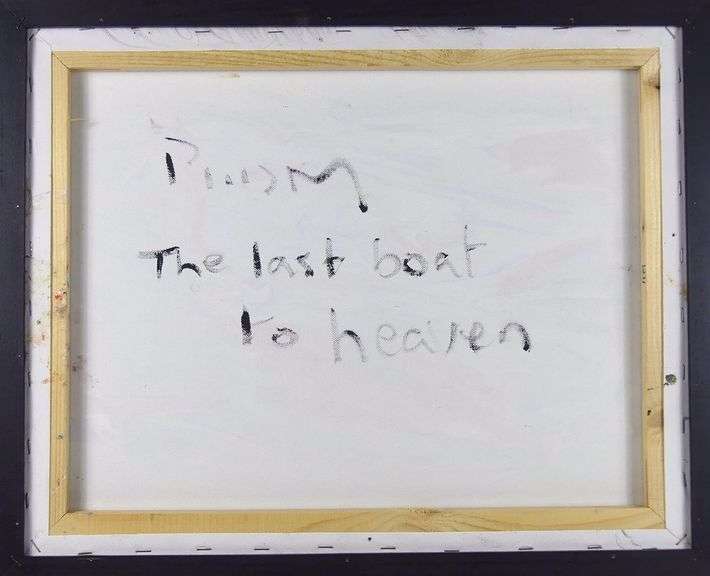 The last boat
to heaven